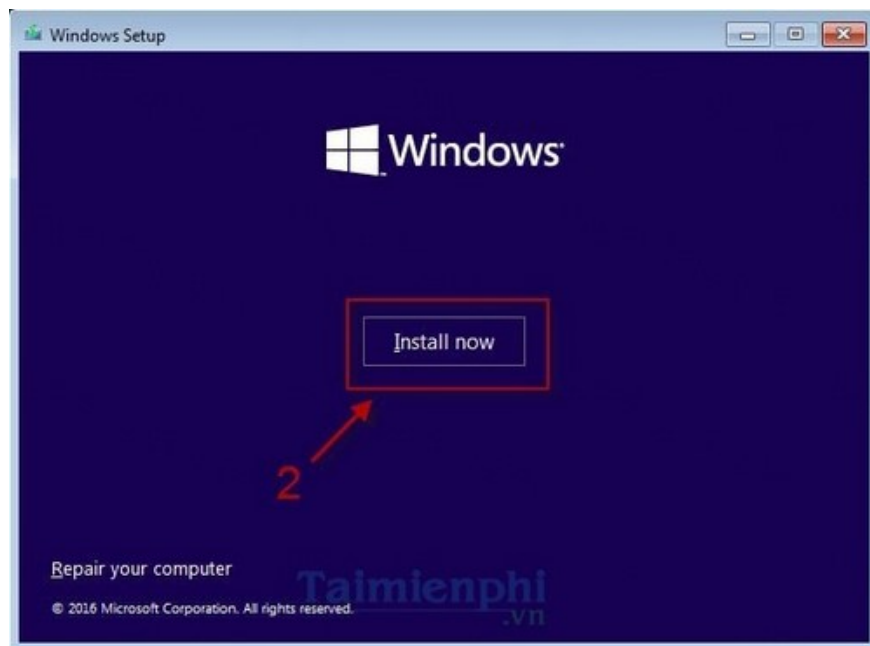 Windows Setup
Windows
Install now
2
Repair your computer
© 2016 Microsoft Corporation. All rights reserved.
Taimienphi
.vn